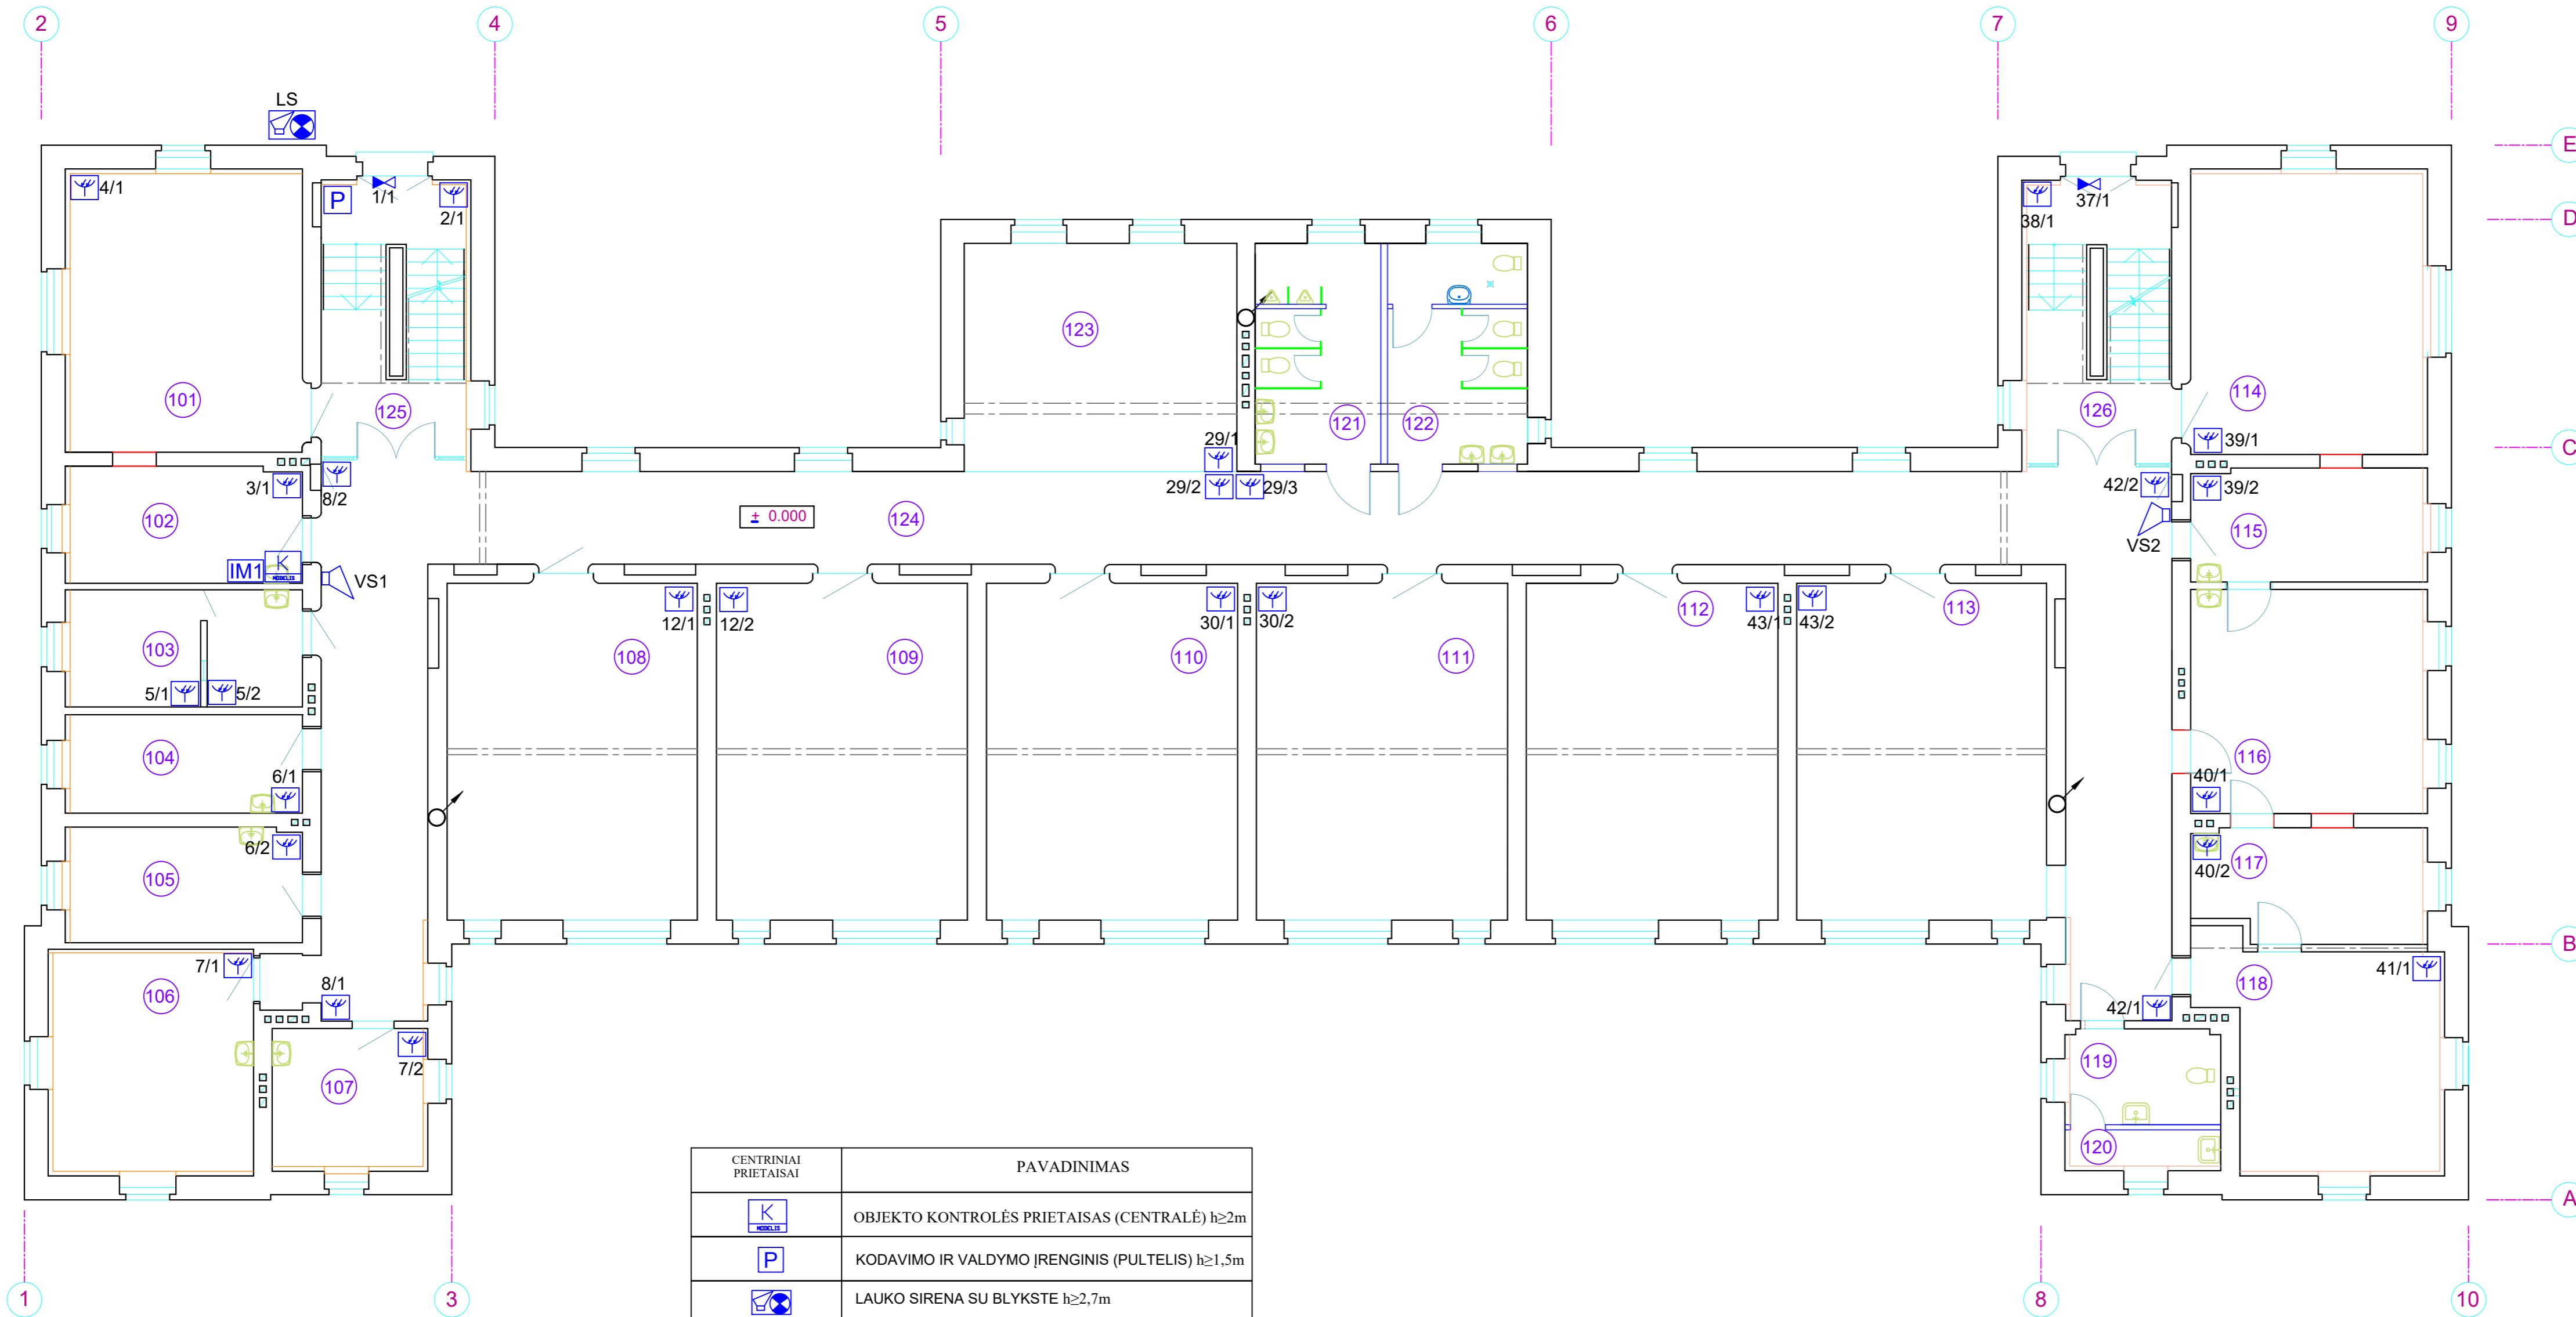 2 4 5 6 7 9
LS
E
4/1 P 1/1 2/1 38/1 37/1
D
123
101 125 121 122 126 114
29/1 39/1 C
3/1 8/2 29/2 29/3 42/2 39/2
102 ± 0.000 124 115
VS2
IM1 K MODELIS VS1
12/1 12/2 30/1 30/2 112 43/1 43/2 113
103 108 109 110 111
5/1 5/2
104 116
6/1 40/1
6/2 117
105 40/2
B
7/1 106 8/1 118 41/1
42/1
7/2 119
107
120
CENTRINIAI
PRIETAISAI
PAVADINIMAS
K MODELIS OBJEKTO KONTROLĖS PRIETAISAS (CENTRALĖ) h≥2m
A
P KODAVIMO IR VALDYMO ĮRENGINIS (PULTELIS) h≥1,5m
LAUKO SIRENA SU BLYKSTE h≥2,7m
1 3 8 10